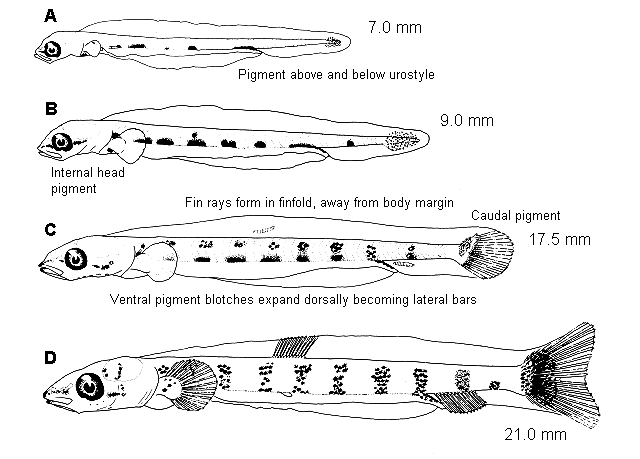 A
7.0 mm
Pigment above and below urostyle
B
9.0 mm
Internal head
pigment
Fin rays form in finfold, away from body margin
Caudal pigment
C
17.5 mm
Ventral pigment blotches expand dorsally becoming lateral bars
D
21.0 mm